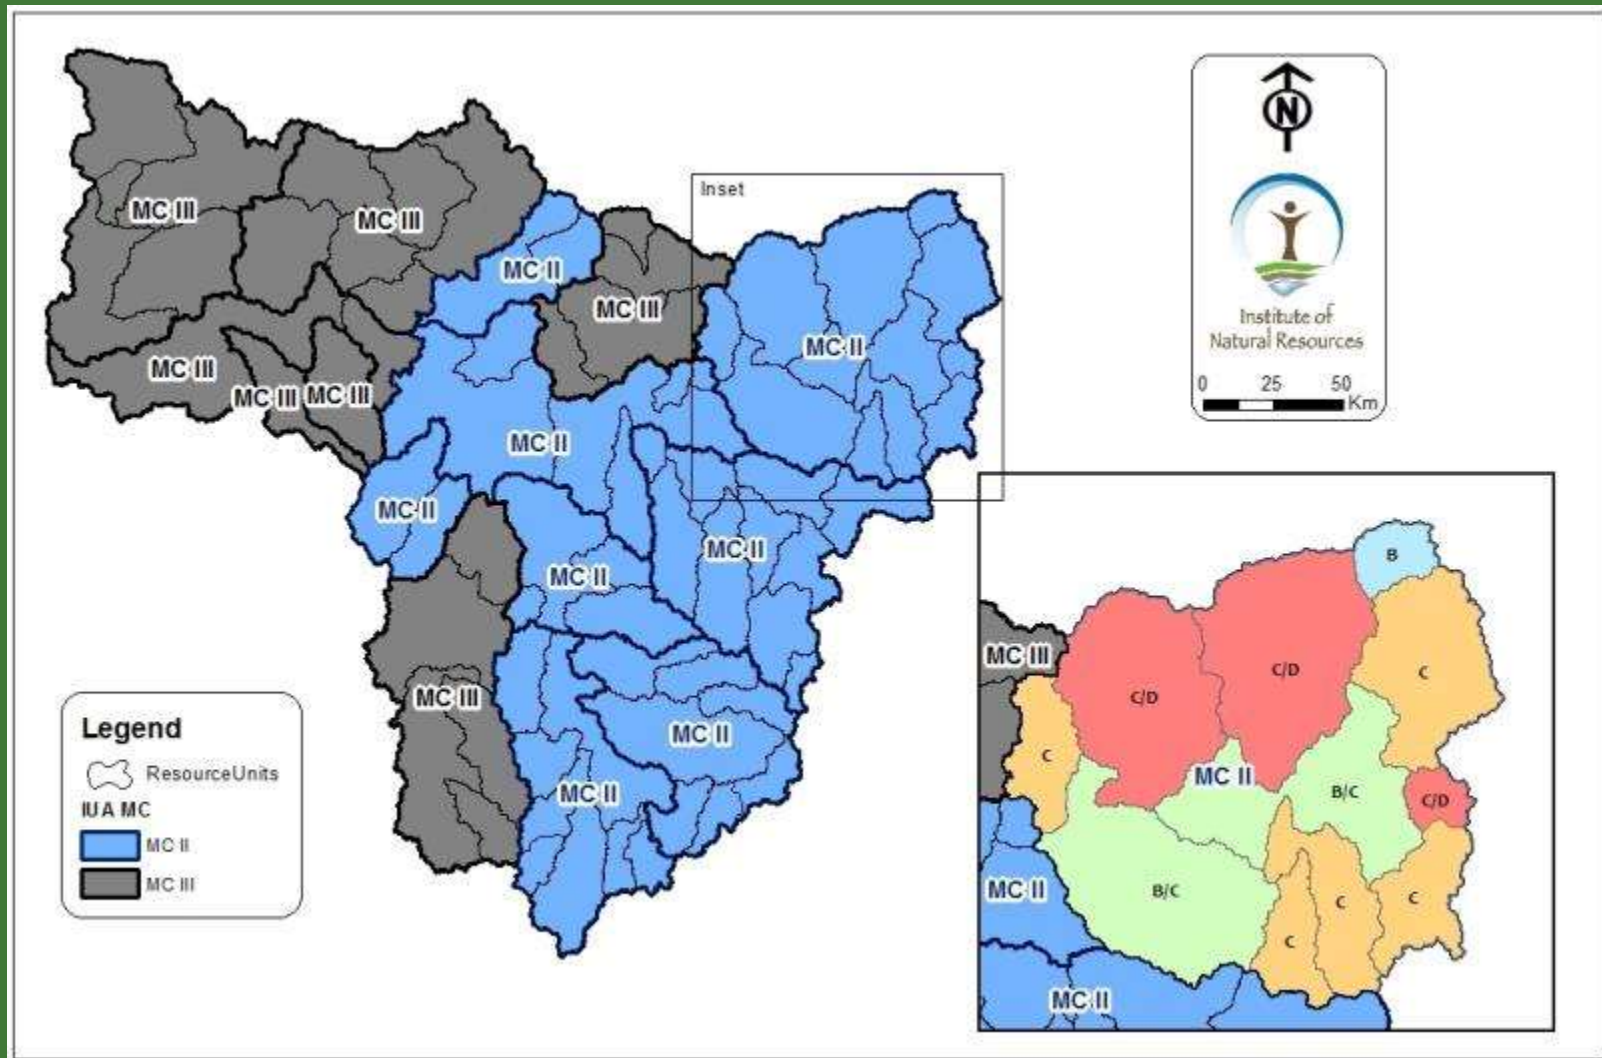 Inset
MC III
MC III
MC II
MC III
MC II
MC III
MC III
MC III
MC II
MC II
MC II
MC II
MC III
MC II
MC II
N
Institute of
Natural Resources
0 25 50
Km
Legend
ResourceUnits
IUA MC
MC II
MC III
B
MC III
C/D
C/D
C
C
MC II
B/C
C/D
MC II
B/C
C
C
C
MC II